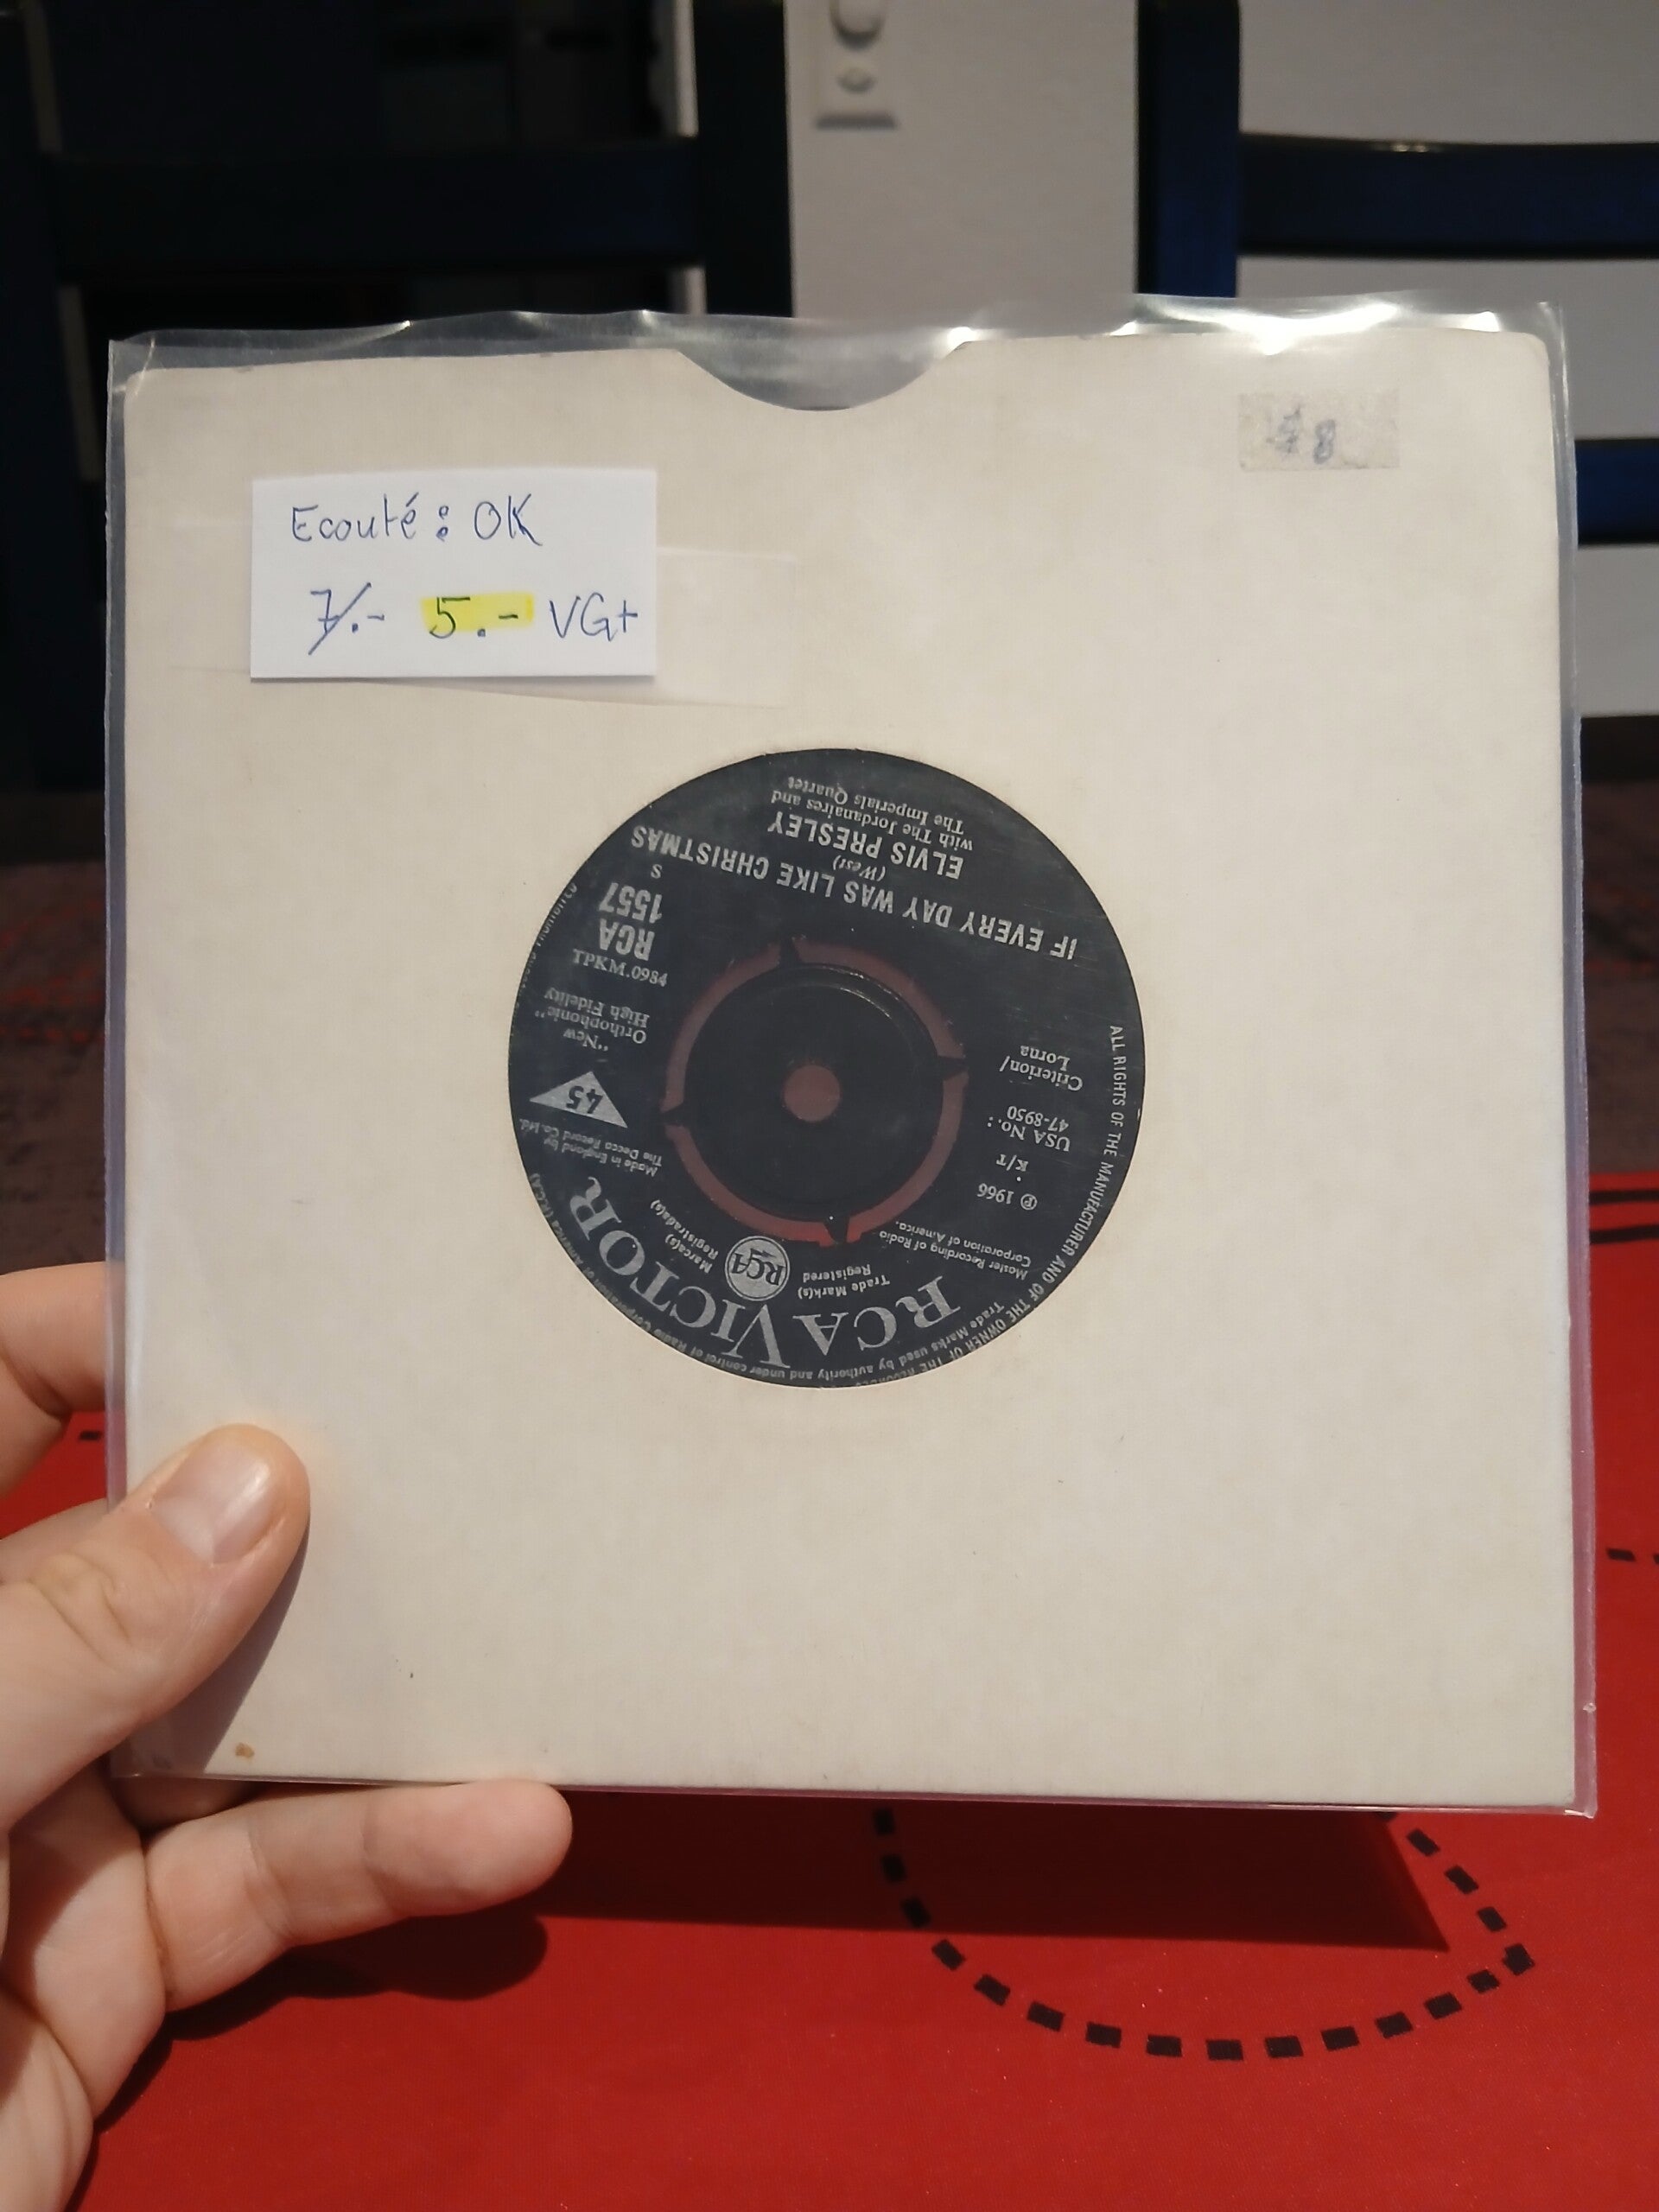 Ecouté : OK
7.- 5.- VG+
8
RCA VICTOR
Trade Mark(s)
Registered
RCA
Marca(s)
Registrada(s)
Master Recording of Radio
Corporation of America.
Made in England by
The Decca Record Co. Ltd.
℗ 1966
K/T
USA No.:
47-8950
Criterion/
Lorna
45
"New
Orthophonic"
High Fidelity
TPKM.0984
RCA
1557
S
IF EVERY DAY WAS LIKE CHRISTMAS
(West)
ELVIS PRESLEY
with The Jordanaires and
The Imperials Quartet
ALL RIGHTS OF THE MANUFACTURER AND OF THE OWNER OF THE
Trade Marks used by authority and under control of Radio Corporation of America (R.C.A)